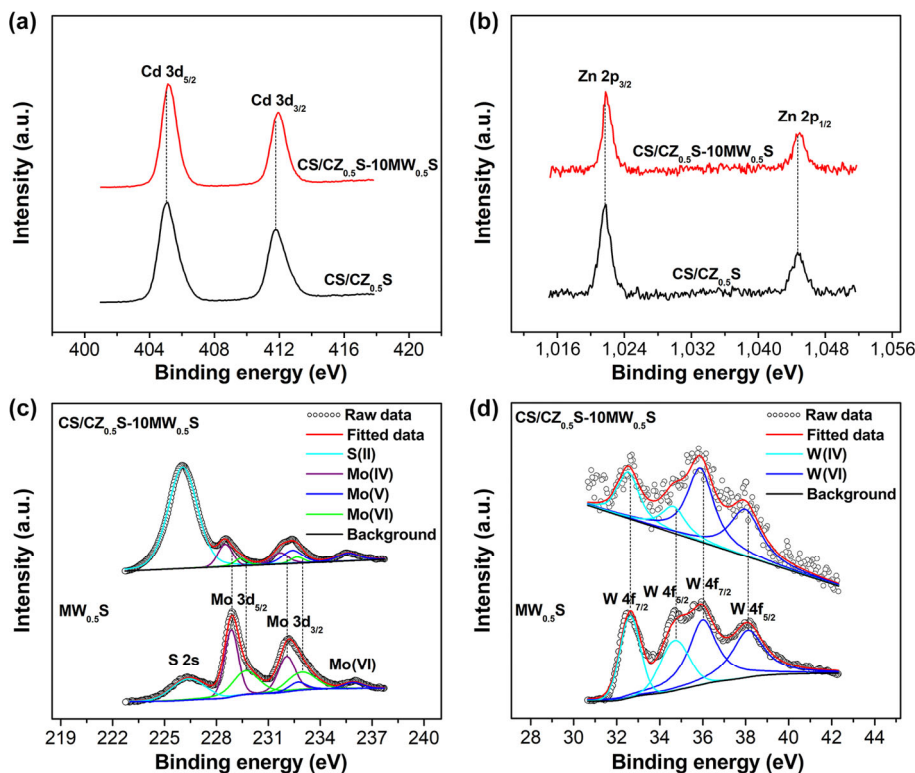 (a)
Cd 3d5/2
Cd 3d3/2
CS/CZ0.5S-10MW0.5S
CS/CZ0.5S
Intensity (a.u.)
400 404 408 412 416 420
Binding energy (eV)
(b)
Zn 2p3/2
Zn 2p1/2
CS/CZ0.5S-10MW0.5S
CS/CZ0.5S
Intensity (a.u.)
1,016 1,024 1,032 1,040 1,048 1,056
Binding energy (eV)
(c)
CS/CZ0.5S-10MW0.5S
Raw data
Fitted data
S(II)
Mo(IV)
Mo(V)
Mo(VI)
Background
MW0.5S
Mo 3d5/2
Mo 3d3/2
S 2s
Mo(VI)
Intensity (a.u.)
219 222 225 228 231 234 237 240
Binding energy (eV)
(d)
CS/CZ0.5S-10MW0.5S
Raw data
Fitted data
W(IV)
W(VI)
Background
MW0.5S
W 4f7/2
W 4f5/2
W 4f7/2
W 4f5/2
Intensity (a.u.)
28 30 32 34 36 38 40 42 44
Binding energy (eV)